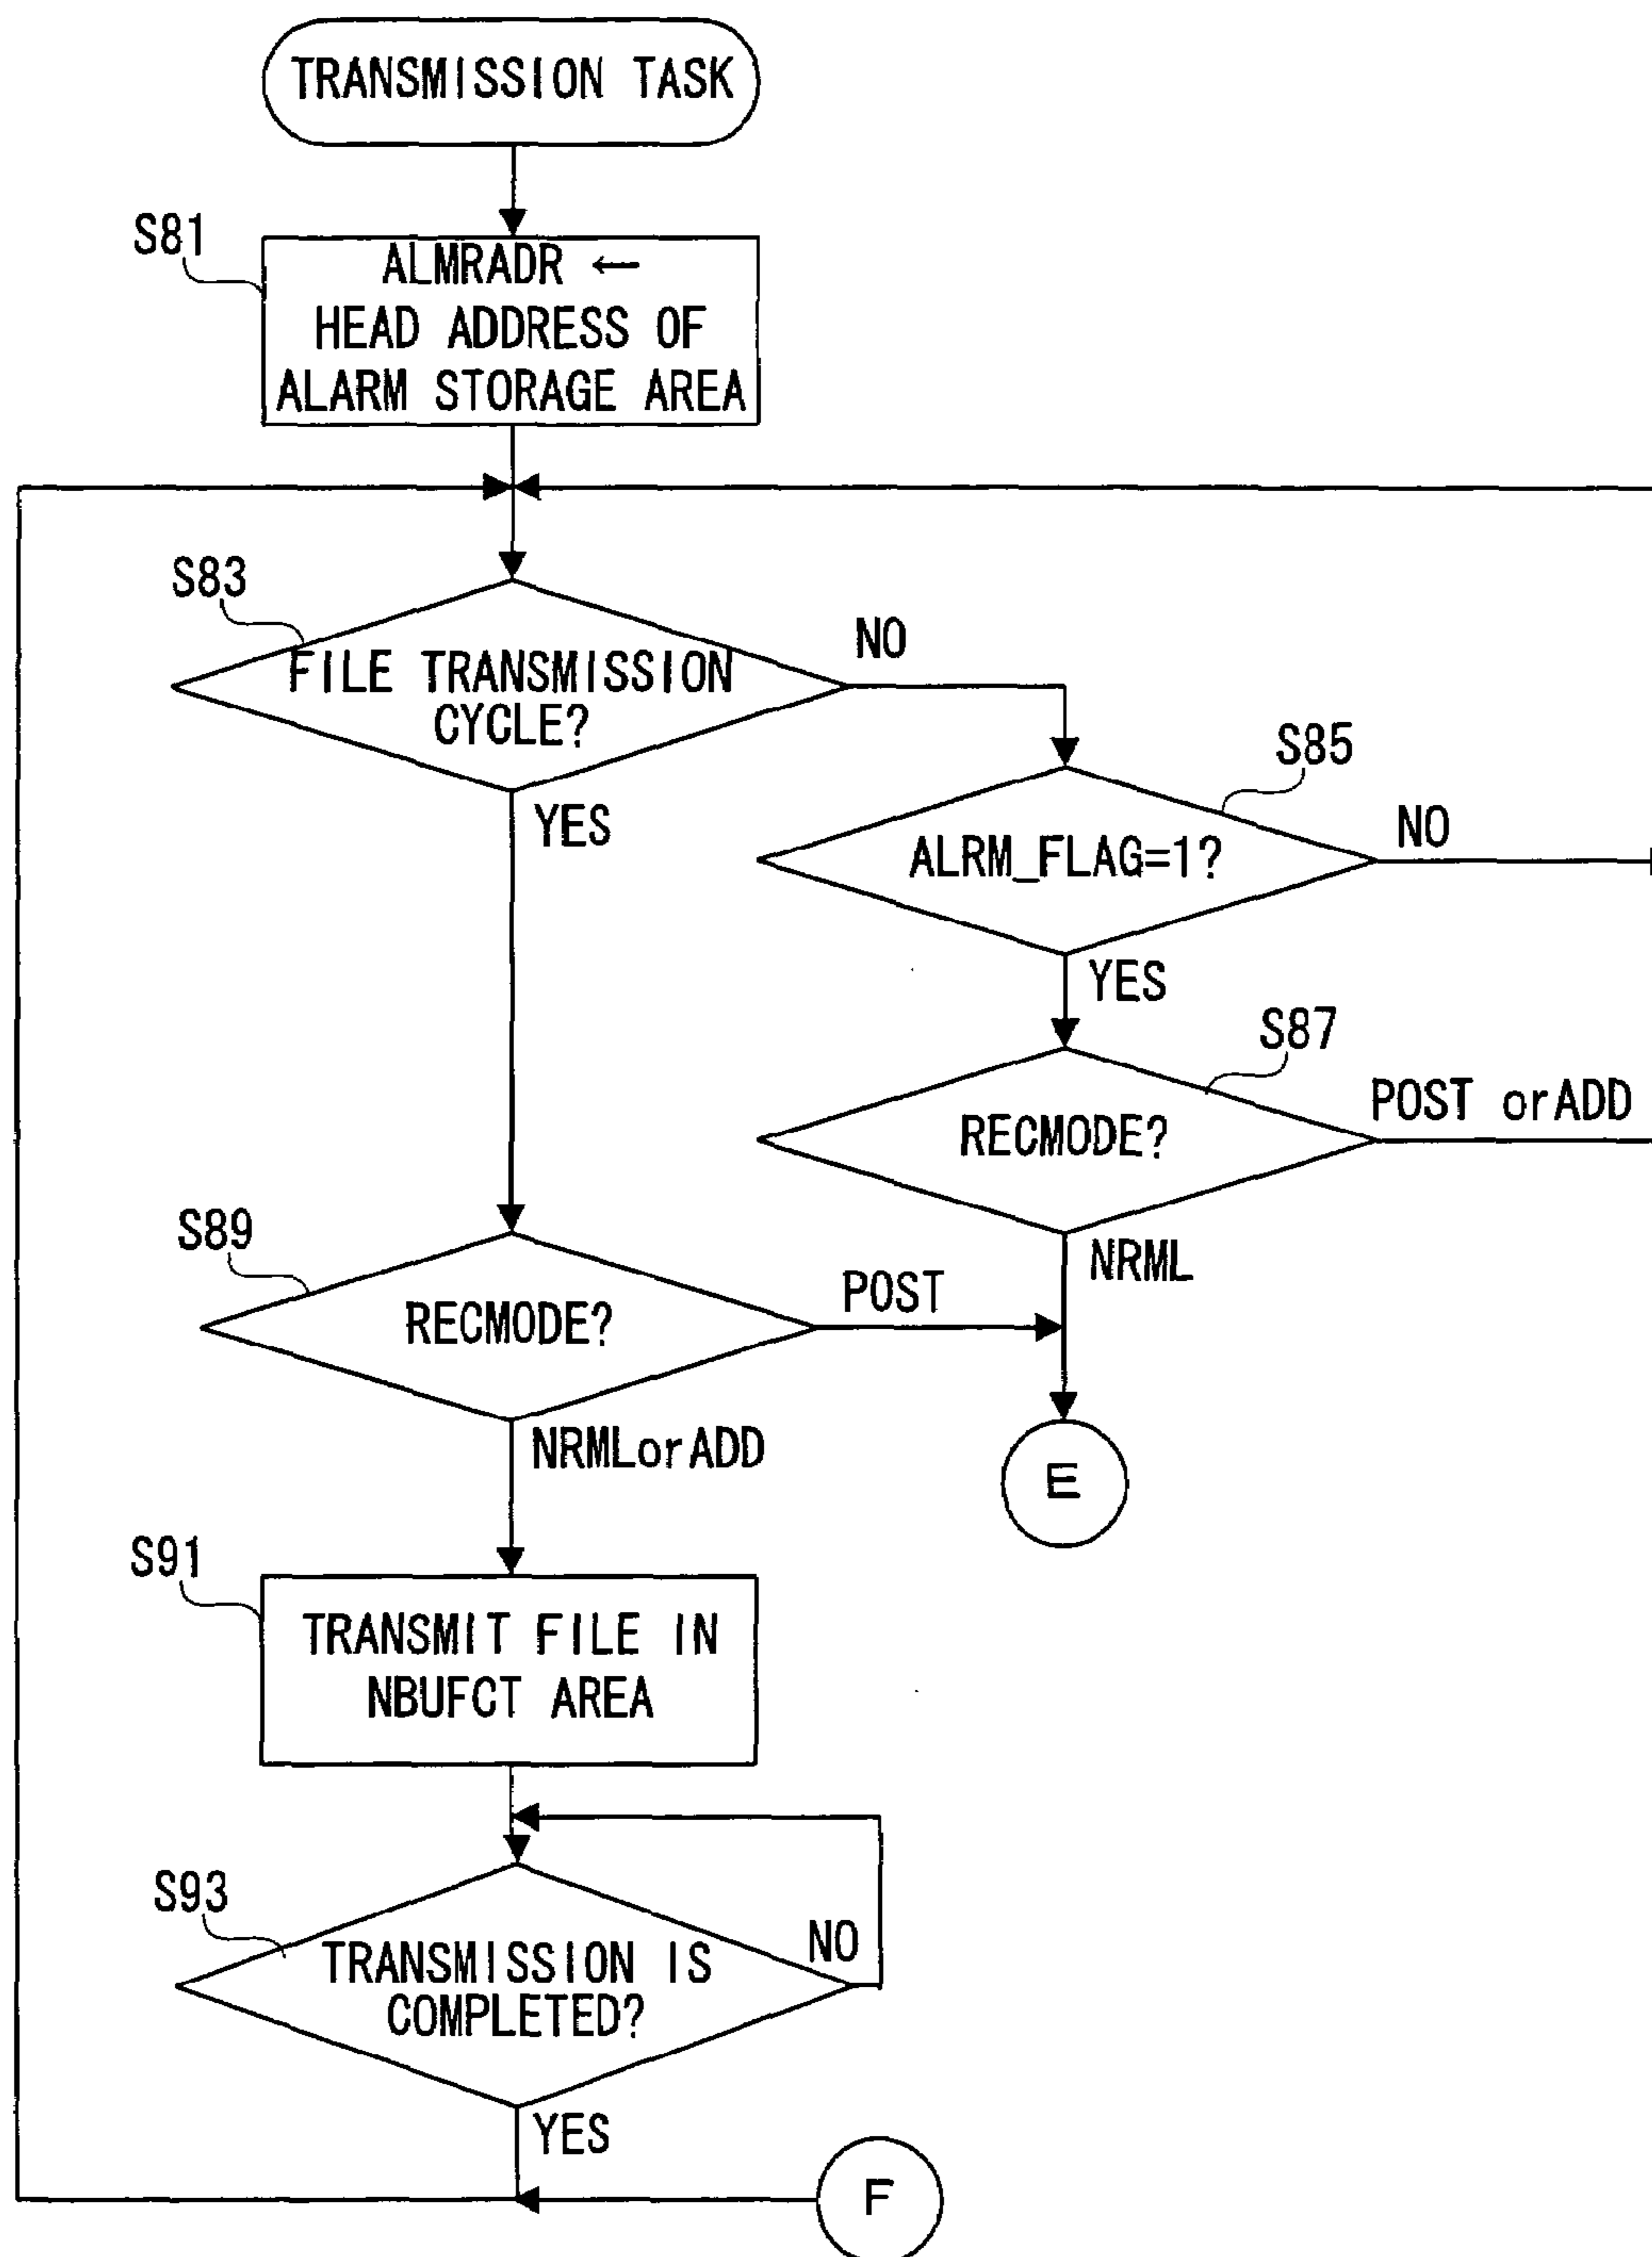 TRANSMISSION TASK
S81
ALMRADR ←
HEAD ADDRESS OF
ALARM STORAGE AREA
S83
FILE TRANSMISSION
CYCLE?
NO
YES
S85
ALRM_FLAG=1?
NO
YES
S87
RECMODE?
POST orADD
NRML
S89
RECMODE?
POST
NRMLorADD
E
S91
TRANSMIT FILE IN
NBUFCT AREA
S93
TRANSMISSION IS
COMPLETED?
NO
YES
F